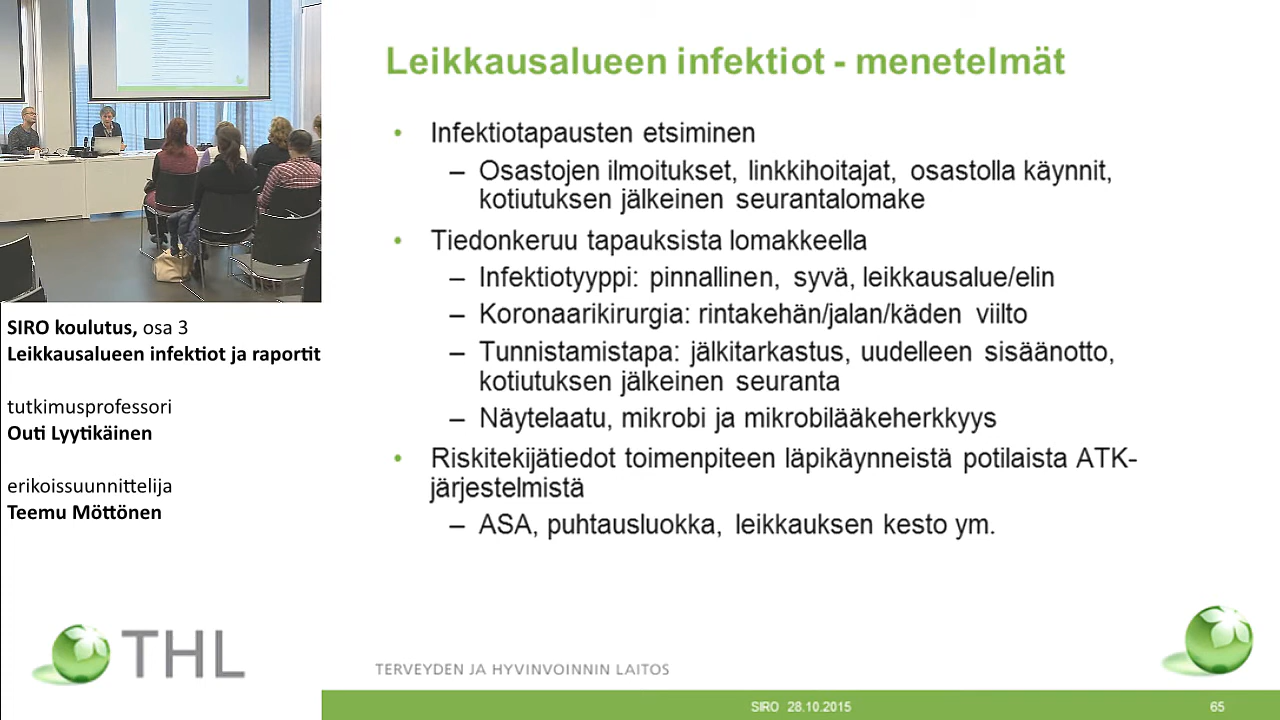 Leikkausalueen infektiot - menetelmät
• Infektiotapausten etsiminen
– Osastojen ilmoitukset, linkkihoitajat, osastolla käynnit,
kotiutuksen jälkeinen seurantalomake
• Tiedonkeruu tapauksista lomakkeella
– Infektiotyyppi: pinnallinen, syvä, leikkausalue/elin
– Koronaarikirurgia: rintakehän/jalan/käden viilto
– Tunnistamistapa: jälkitarkastus, uudelleen sisäänotto,
kotiutuksen jälkeinen seuranta
– Näytelaatu, mikrobi ja mikrobilääkeherkkyys
• Riskitekijätiedot toimenpiteen läpikäynneistä potilaista ATK-
järjestelmistä
– ASA, puhtausluokka, leikkauksen kesto ym.
SIRO koulutus, osa 3
Leikkausalueen infektiot ja raportit
tutkimusprofessori
Outi Lyytikäinen
erikoissuunnittelija
Teemu Möttönen
THL
TERVEYDEN JA HYVINVOINNIN LAITOS
SIRO 28.10.2015
65